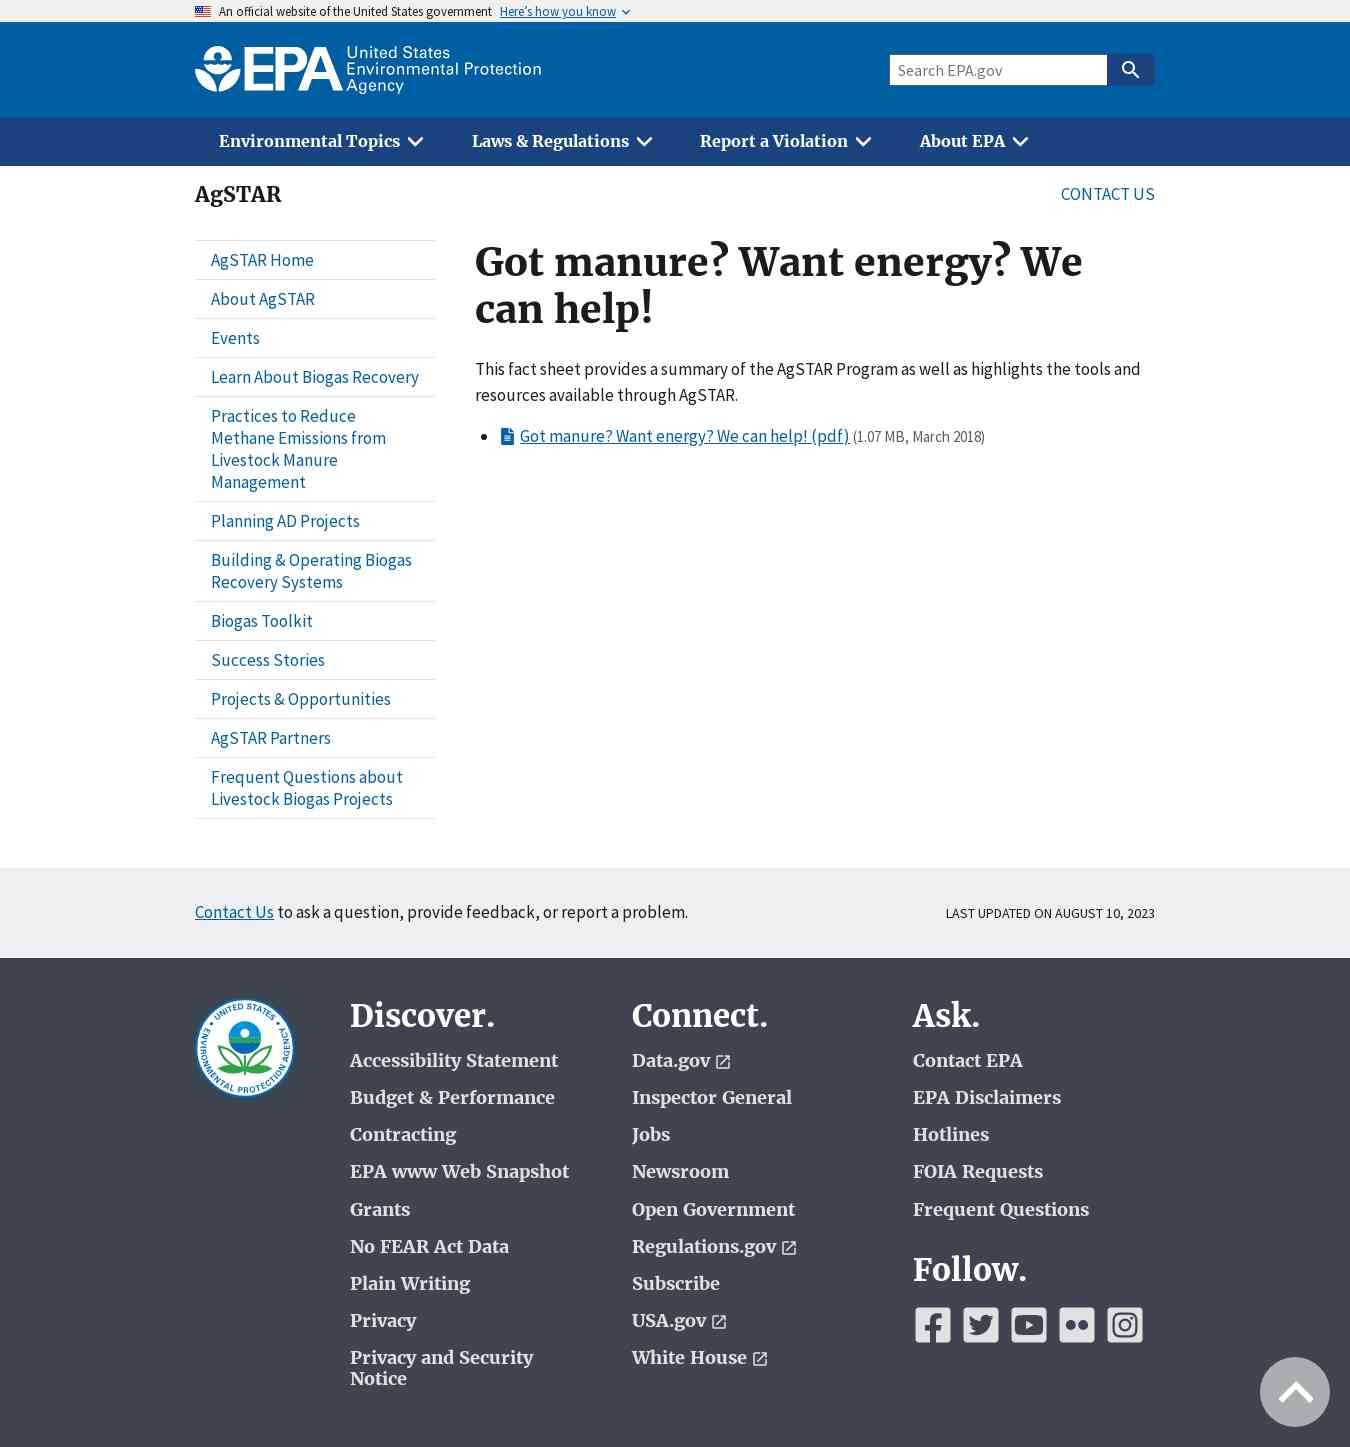 An official website of the United States government Here's how you know
EPA United States
Environmental Protection
Agency
Search EPA.gov
Environmental Topics Laws & Regulations Report a Violation About EPA
AgSTAR CONTACT US
AgSTAR Home
About AgSTAR
Events
Learn About Biogas Recovery
Practices to Reduce
Methane Emissions from
Livestock Manure
Management
Planning AD Projects
Building & Operating Biogas
Recovery Systems
Biogas Toolkit
Success Stories
Projects & Opportunities
AgSTAR Partners
Frequent Questions about
Livestock Biogas Projects
Got manure? Want energy? We
can help!
This fact sheet provides a summary of the AgSTAR Program as well as highlights the tools and
resources available through AgSTAR.
Got manure? Want energy? We can help! (pdf) (1.07 MB, March 2018)
Contact Us to ask a question, provide feedback, or report a problem. LAST UPDATED ON AUGUST 10, 2023
UNITED STATES
ENVIRONMENTAL PROTECTION AGENCY
Discover.
Accessibility Statement
Budget & Performance
Contracting
EPA www Web Snapshot
Grants
No FEAR Act Data
Plain Writing
Privacy
Privacy and Security
Notice
Connect.
Data.gov
Inspector General
Jobs
Newsroom
Open Government
Regulations.gov
Subscribe
USA.gov
White House
Ask.
Contact EPA
EPA Disclaimers
Hotlines
FOIA Requests
Frequent Questions
Follow.